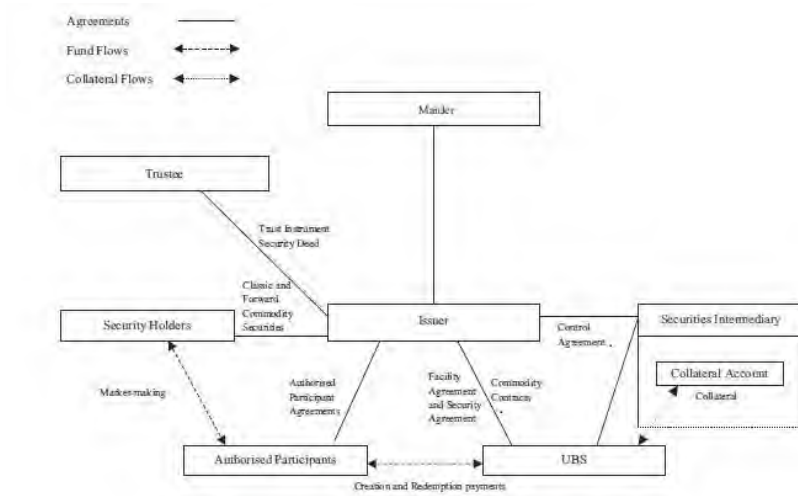 Agreements
Fund Flows
Collateral Flows
Manager
Trustee
Trust Instrument
Security Deed
Classic and
Forward
Commodity
Securities
Security Holders
Issuer
Securities Intermediary
Control
Agreement
Collateral Account
Collateral
Market-making
Authorised
Participant
Agreements
Facility
Agreement
and Security
Agreement
Commodity
Contracts
Authorised Participants
UBS
Creation and Redemption payments